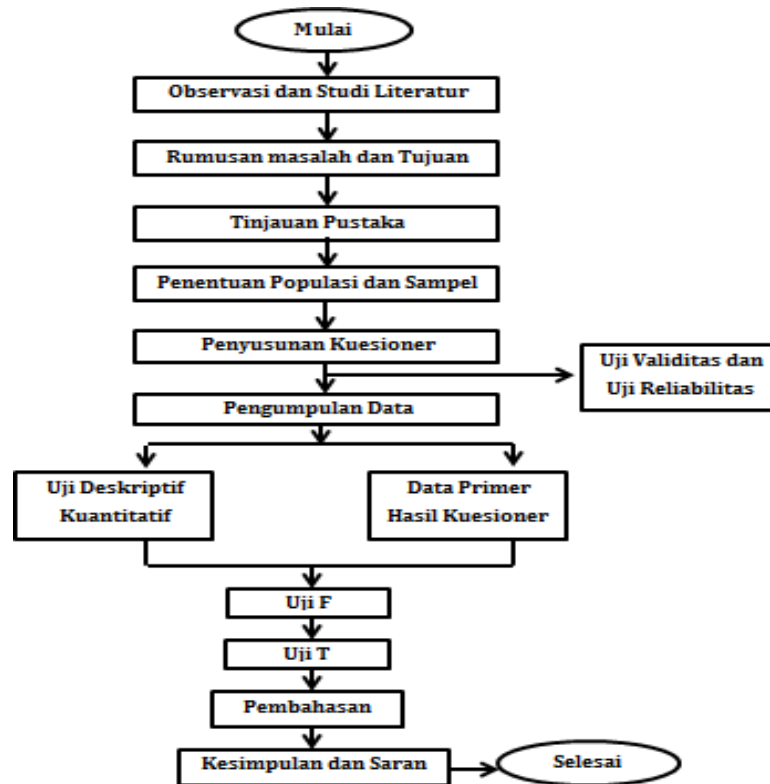 Mulai
Observasi dan Studi Literatur
Rumusan masalah dan Tujuan
Tinjauan Pustaka
Penentuan Populasi dan Sampel
Penyusunan Kuesioner
Uji Validitas dan
Uji Reliabilitas
Pengumpulan Data
Uji Deskriptif
Kuantitatif
Data Primer
Hasil Kuesioner
Uji F
Uji T
Pembahasan
Kesimpulan dan Saran
Selesai